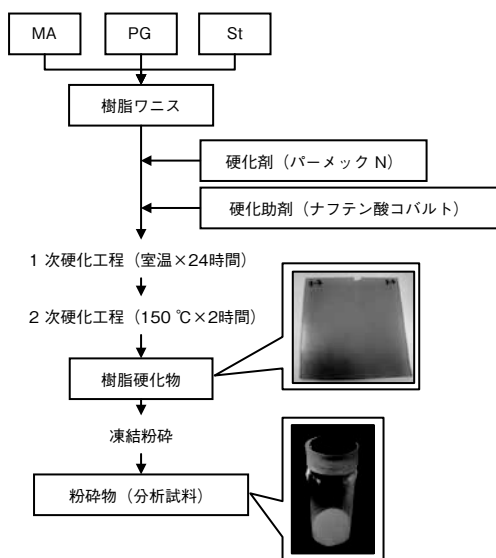 MA
PG
St
樹脂ワニス
硬化剤（パーメック N）
硬化助剤（ナフテン酸コバルト）
1 次硬化工程（室温×24時間）
2 次硬化工程（150 ℃×2時間）
樹脂硬化物
凍結粉砕
粉砕物（分析試料）